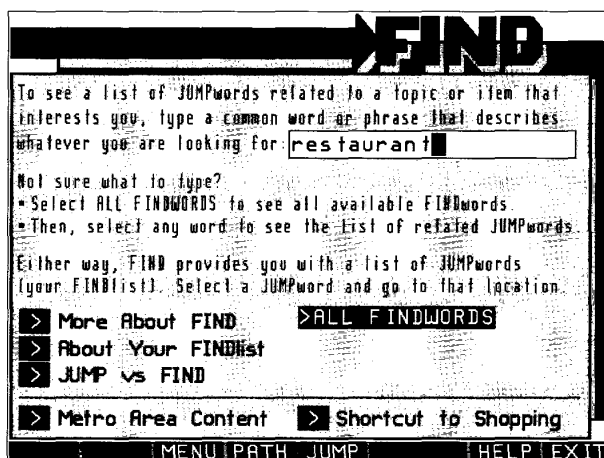 FIND
To see a list of JUMPwords related to a topic or item that
interests you, type a common word or phrase that describes
whatever you are looking for: restaurant
Not sure what to type?
▪ Select ALL FINDWORDS to see all available FINDwords.
▪ Then, select any word to see the list of related JUMPwords.
Either way, FIND provides you with a list of JUMPwords
(your FINDlist). Select a JUMPword and go to that location.
> More About FIND >ALL FINDWORDS
> About Your FINDlist
> JUMP vs FIND
> Metro Area Content > Shortcut to Shopping
MENU PATH JUMP HELP EXIT